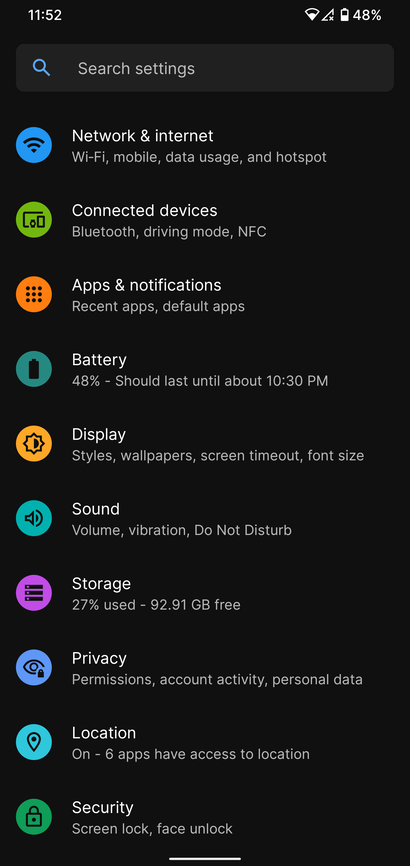 11:52
48%
Search settings
Network & internet
Wi-Fi, mobile, data usage, and hotspot
Connected devices
Bluetooth, driving mode, NFC
Apps & notifications
Recent apps, default apps
Battery
48% - Should last until about 10:30 PM
Display
Styles, wallpapers, screen timeout, font size
Sound
Volume, vibration, Do Not Disturb
Storage
27% used - 92.91 GB free
Privacy
Permissions, account activity, personal data
Location
On - 6 apps have access to location
Security
Screen lock, face unlock